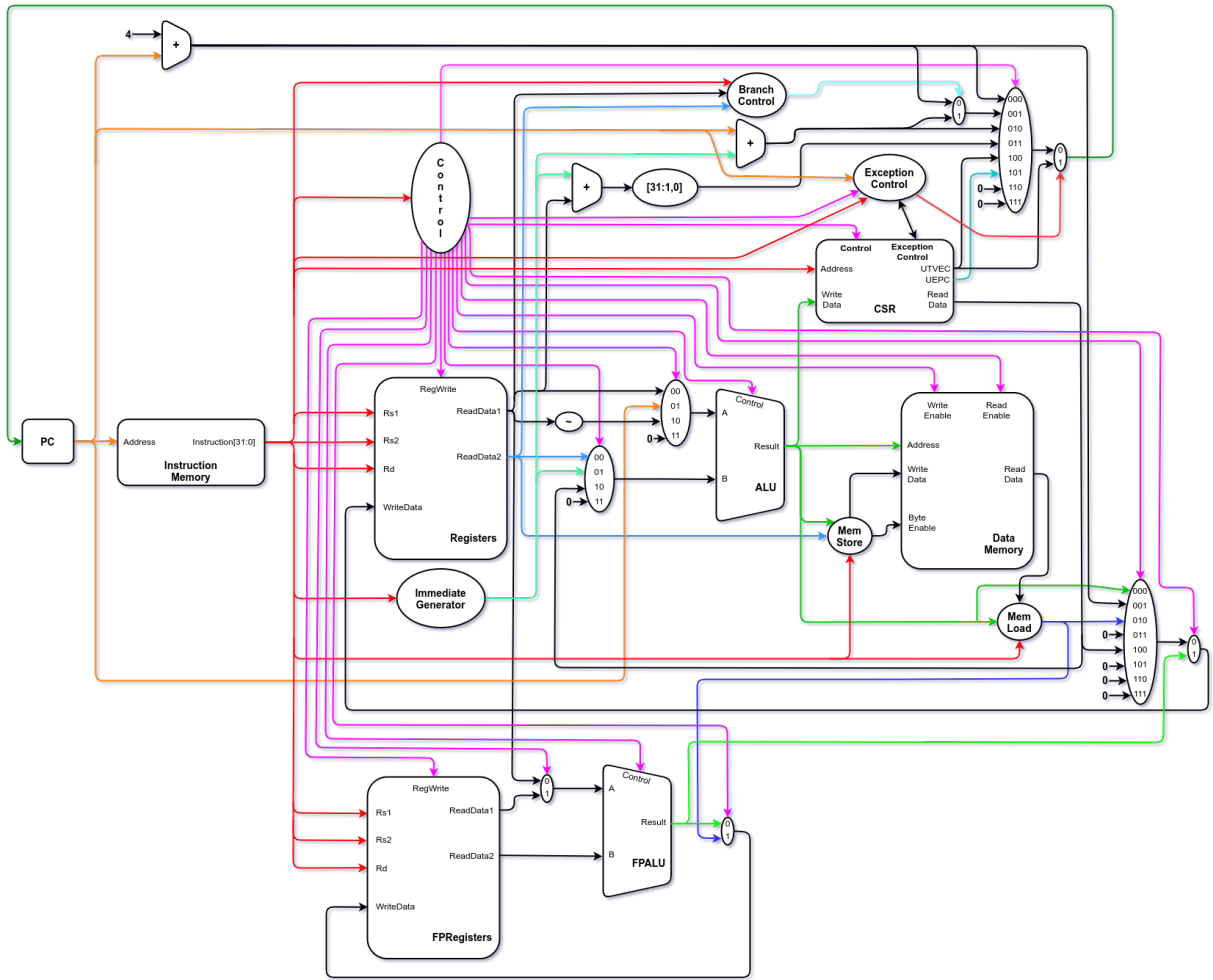 4
+
Branch
Control
0
1
000
001
010
011
100
101
110
111
0
0
0
1
+
+
[31:1,0]
Exception
Control
Control
Control
Exception
Control
Address
UTVEC
UEPC
Write
Data
Read
Data
CSR
PC
Address
Instruction[31:0]
Instruction
Memory
RegWrite
Rs1
ReadData1
Rs2
ReadData2
Rd
WriteData
Registers
~
00
01
10
11
0
00
01
10
11
0
Control
A
Result
B
ALU
Write
Enable
Read
Enable
Address
Write
Data
Read
Data
Byte
Enable
Data
Memory
Mem
Store
Immediate
Generator
Mem
Load
000
001
010
0
011
100
0
101
0
110
0
111
0
1
RegWrite
Rs1
ReadData1
Rs2
ReadData2
Rd
WriteData
FPRegisters
0
1
Control
A
Result
B
FPALU
0
1